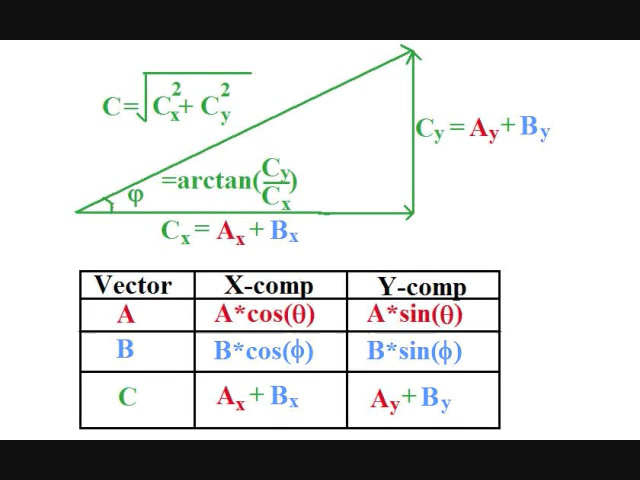 C=√(Cx²+ Cy²)
Cy = Ay+By
φ =arctan(Cy/Cx)
Cx = Ax + Bx
Vector X-comp Y-comp
A A*cos(θ) A*sin(θ)
B B*cos(ϕ) B*sin(ϕ)
C Ax + Bx Ay+By